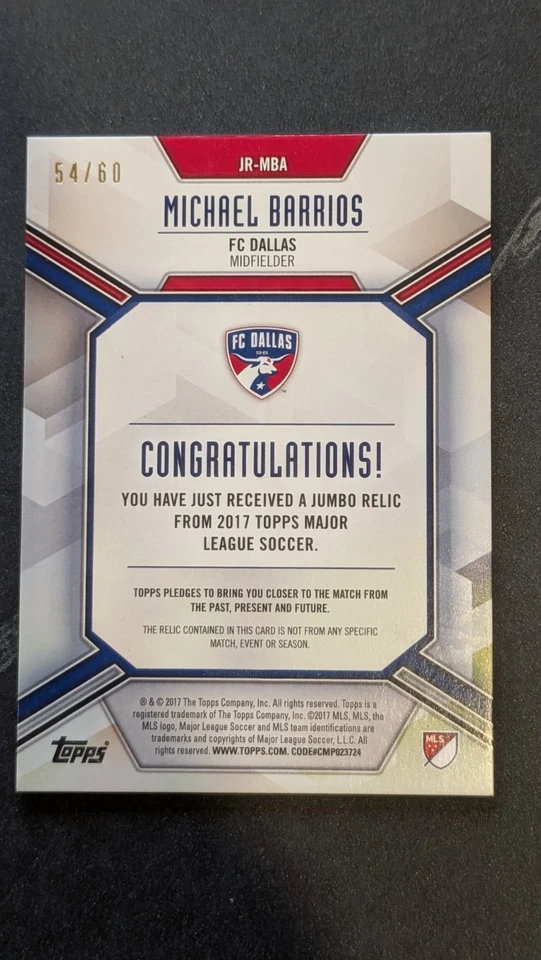 54/60
JR-MBA
MICHAEL BARRIOS
FC DALLAS
MIDFIELDER
FC DALLAS
96
™
CONGRATULATIONS!
YOU HAVE JUST RECEIVED A JUMBO RELIC
FROM 2017 TOPPS MAJOR
LEAGUE SOCCER.
TOPPS PLEDGES TO BRING YOU CLOSER TO THE MATCH FROM
THE PAST, PRESENT AND FUTURE.
THE RELIC CONTAINED IN THIS CARD IS NOT FROM ANY SPECIFIC
MATCH, EVENT OR SEASON.
® & © 2017 The Topps Company, Inc. All rights reserved. Topps is a
registered trademark of The Topps Company, Inc. ©2017 MLS, MLS, the
MLS logo, Major League Soccer and MLS team identifications are
trademarks and copyrights of Major League Soccer, L.L.C. All
rights reserved. WWW.TOPPS.COM. CODE#CMP023724
Topps
MLS